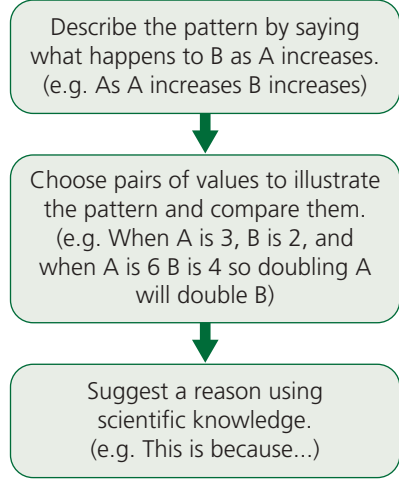 Describe the pattern by saying
what happens to B as A increases.
(e.g. As A increases B increases)
Choose pairs of values to illustrate
the pattern and compare them.
(e.g. When A is 3, B is 2, and
when A is 6 B is 4 so doubling A
will double B)
Suggest a reason using
scientific knowledge.
(e.g. This is because...)